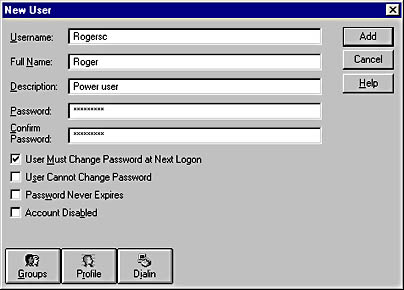 New User
Username: Rogersc Add
Full Name: Roger Cancel
Description: Power user Help
Password: *********
Confirm
Password: *********
User Must Change Password at Next Logon
User Cannot Change Password
Password Never Expires
Account Disabled
Groups Profile Dialin